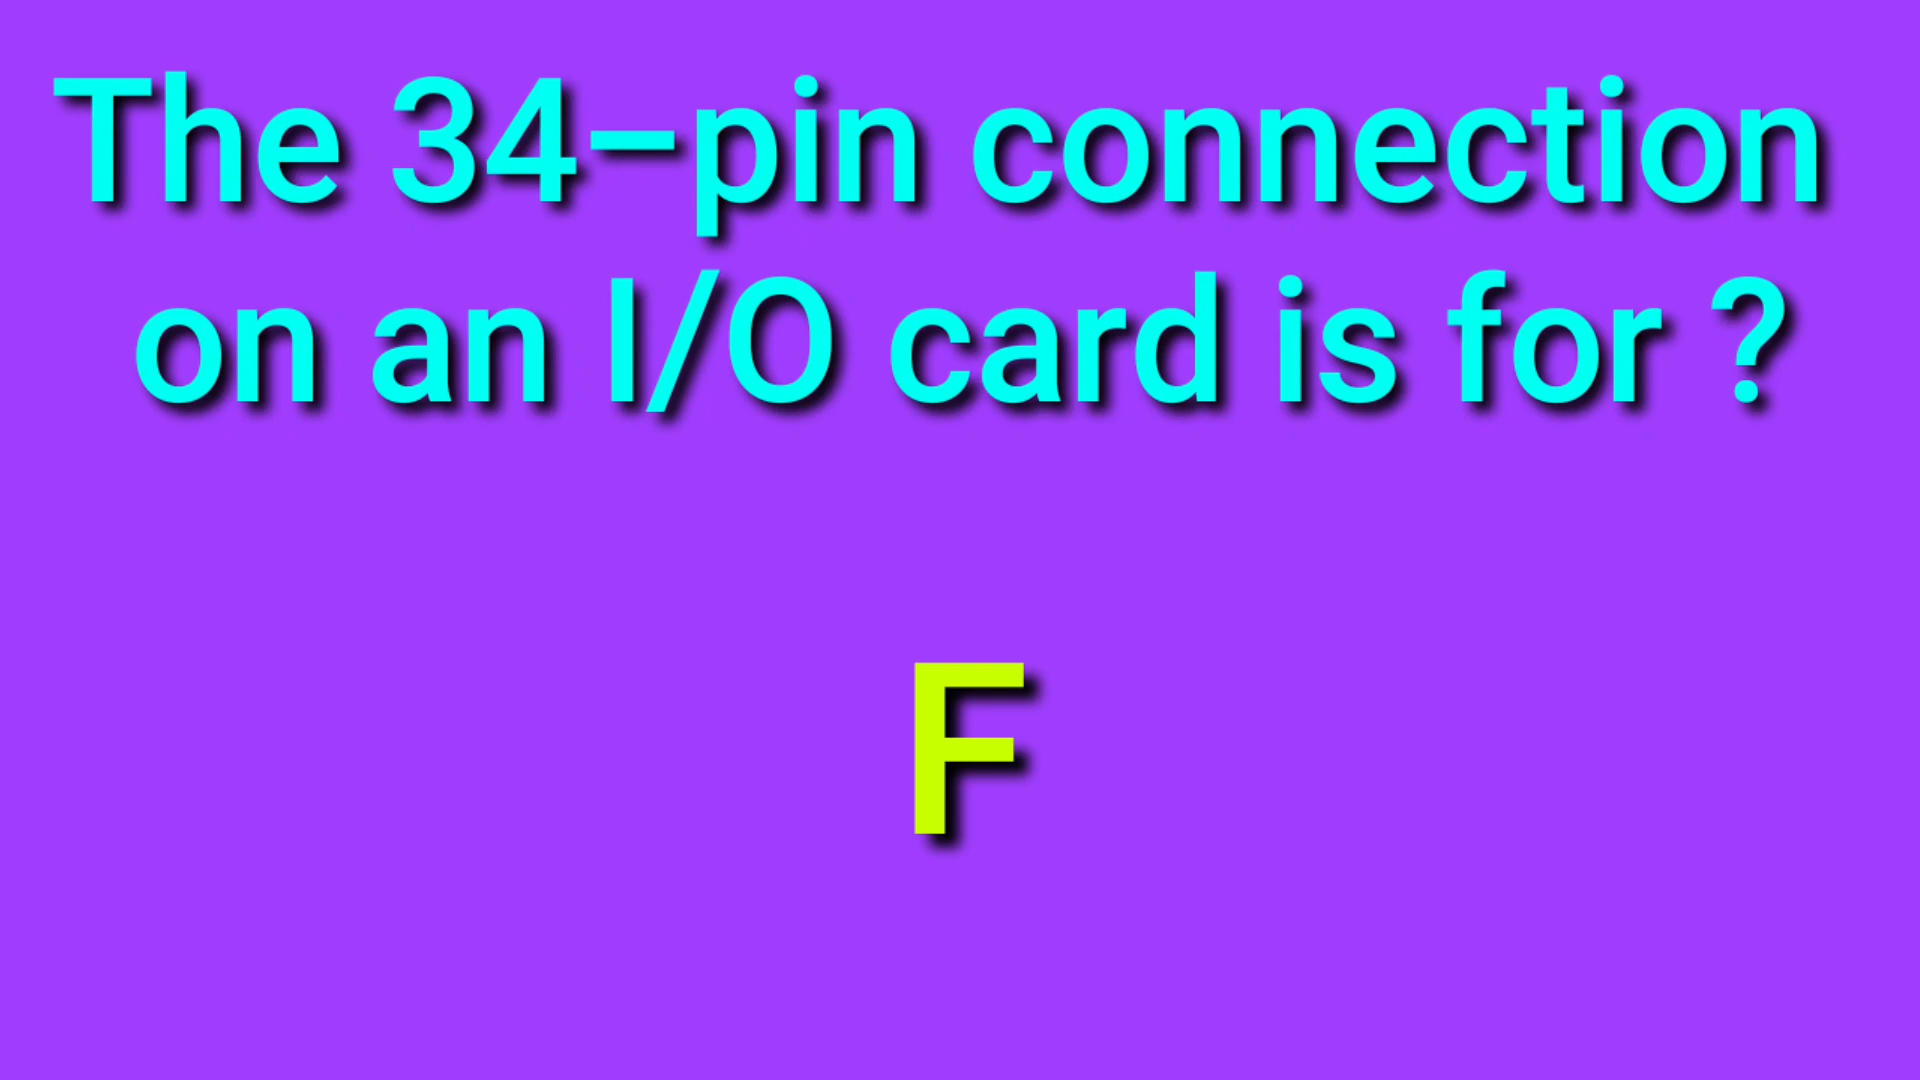 The 34–pin connection
on an I/O card is for ?
F